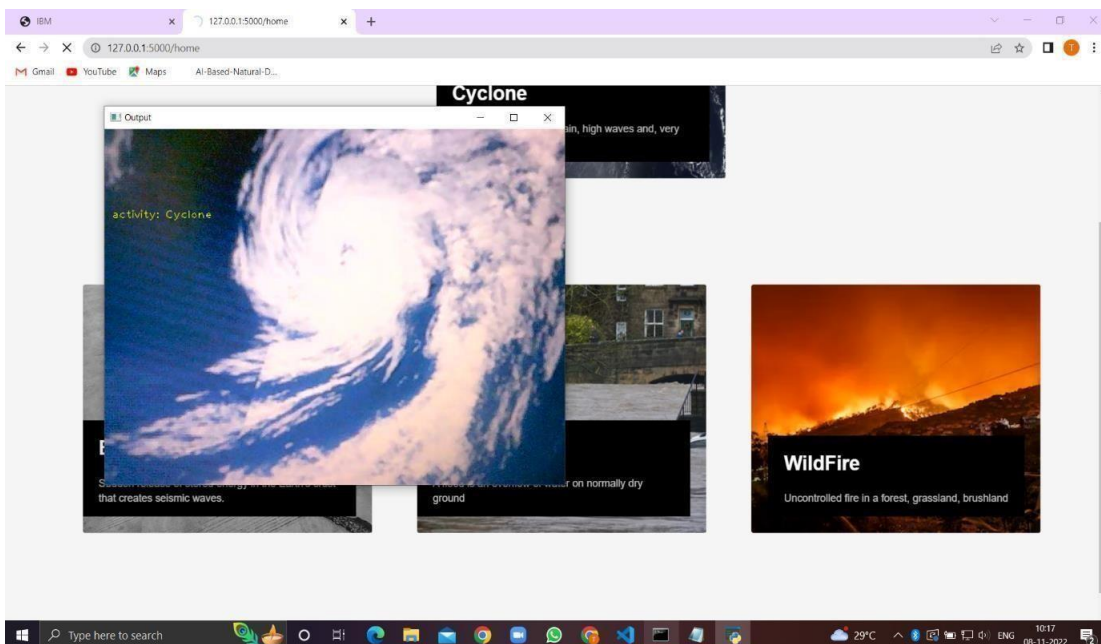 IBM
127.0.0.1:5000/home
127.0.0.1:5000/home
Gmail
YouTube
Maps
AI-Based-Natural-D...
T
Cyclone
Output
ain, high waves and, very
activity: Cyclone
E
that creates seismic waves.
on normally dry
ground
WildFire
Uncontrolled fire in a forest, grassland, brushland
Type here to search
29°C
ENG
10:17
08-11-2022
2